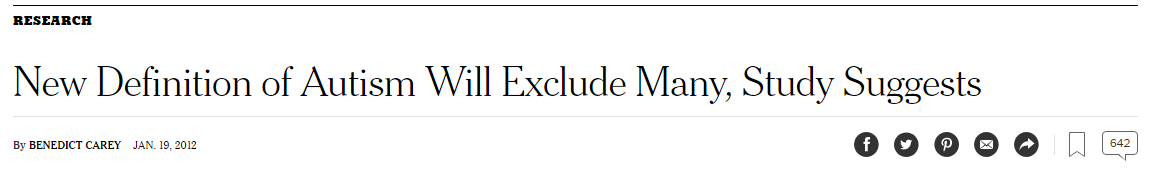 RESEARCH
New Definition of Autism Will Exclude Many, Study Suggests
By BENEDICT CAREY JAN. 19, 2012
642